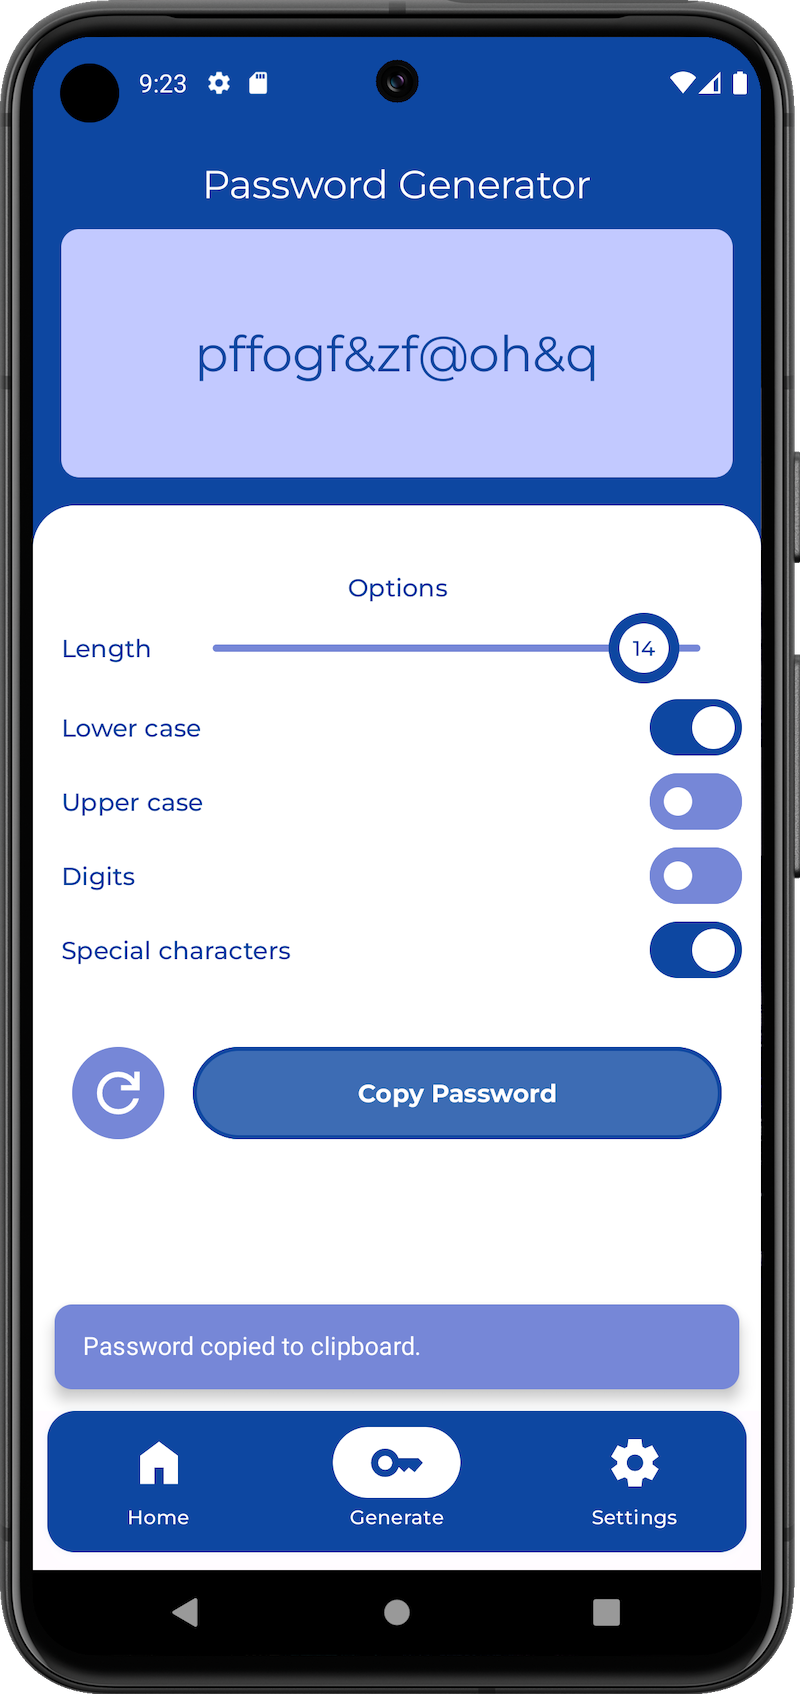 9:23
Password Generator
pffogf&zf@oh&q
Options
Length 14
Lower case
Upper case
Digits
Special characters
Copy Password
Password copied to clipboard.
Home Generate Settings